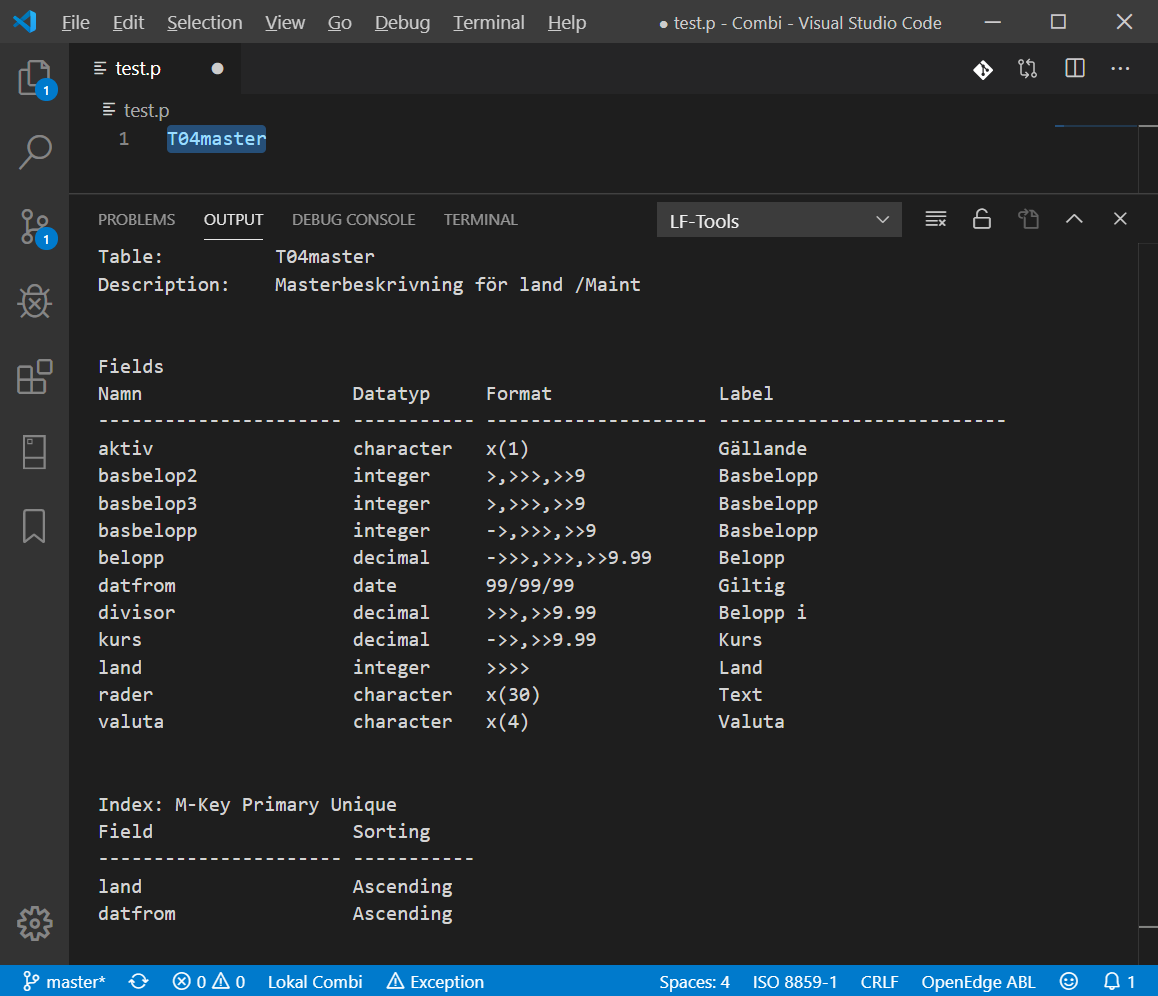 File Edit Selection View Go Debug Terminal Help ● test.p - Combi - Visual Studio Code
test.p ●
1
test.p
1 T04master
1
PROBLEMS OUTPUT DEBUG CONSOLE TERMINAL LF-Tools
Table: T04master
Description: Masterbeskrivning för land /Maint
Fields
Namn Datatyp Format Label
---------------------- ----------- -------------------- --------------------------
aktiv character x(1) Gällande
basbelop2 integer >,>>>,>>9 Basbelopp
basbelop3 integer >,>>>,>>9 Basbelopp
basbelopp integer ->,>>>,>>9 Basbelopp
belopp decimal ->>>,>>>,>>9.99 Belopp
datfrom date 99/99/99 Giltig
divisor decimal >>>,>>9.99 Belopp i
kurs decimal ->>,>>9.99 Kurs
land integer >>>> Land
rader character x(30) Text
valuta character x(4) Valuta
Index: M-Key Primary Unique
Field Sorting
---------------------- -----------
land Ascending
datfrom Ascending
master* 0 0 Lokal Combi Exception Spaces: 4 ISO 8859-1 CRLF OpenEdge ABL 1